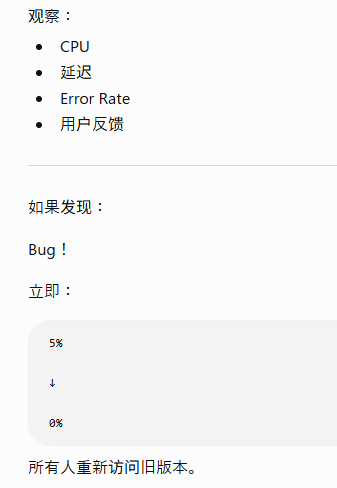 观察：
CPU
延迟
Error Rate
用户反馈
如果发现：
Bug！
立即：
5%
↓
0%
所有人重新访问旧版本。